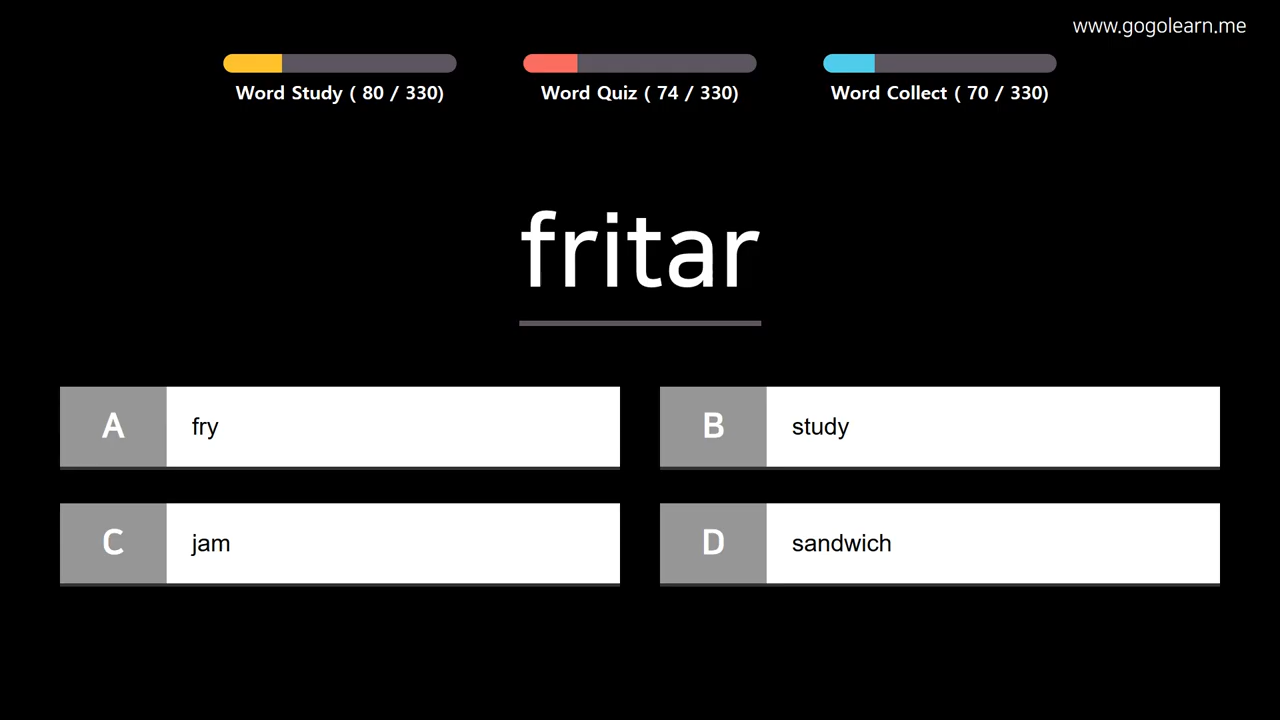 www.gogolearn.me
Word Study ( 80 / 330)
Word Quiz ( 74 / 330)
Word Collect ( 70 / 330)
fritar
A fry
B study
C jam
D sandwich